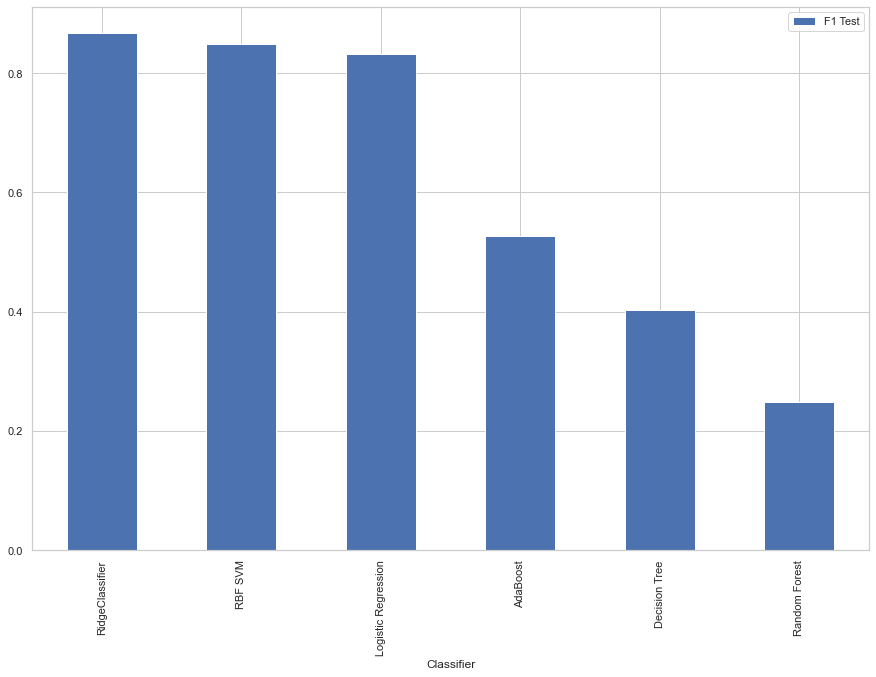 F1 Test
0.8
0.6
0.4
0.2
0.0
RidgeClassifier
RBF SVM
Logistic Regression
AdaBoost
Decision Tree
Random Forest
Classifier